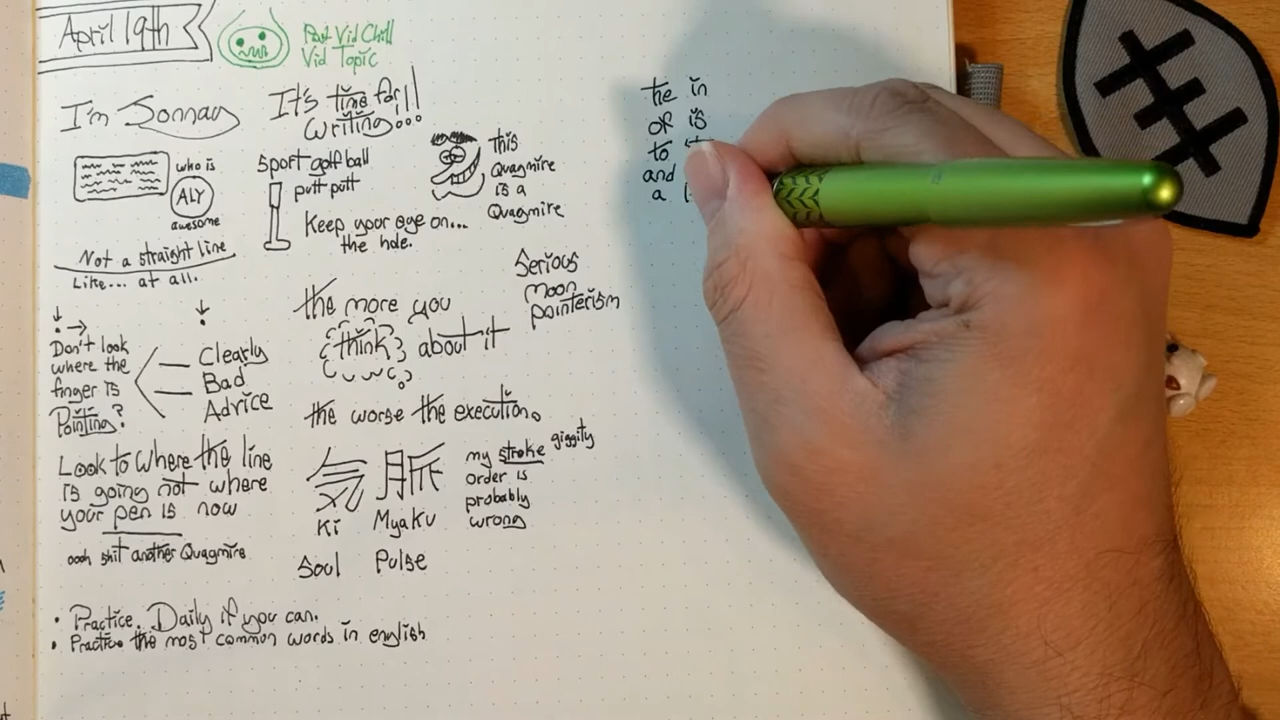 April 19th
Post Vid Chill
Vid Topic
I'm Sonnay
It's time for!!!
writing...
who is
ALY
awesome
Sport golf ball
putt putt
Keep your eye on...
the hole.
this
Quagmire
is a
Quagmire
Not a straight line
Like... at all.
Serious
moon
pointerism
Don't look
where the
finger is
Pointing?
Clearly
Bad
Advice
the more you
think about it
the worse the execution.
Look to where the line
is going not where
your pen is now
oooh shit another Quagmire
気 脈
Ki Myaku
Soul Pulse
my stroke giggity
order is
probably
wrong
• Practice. Daily if you can.
• Practice the most common words in english
the in
of is
to
and
a